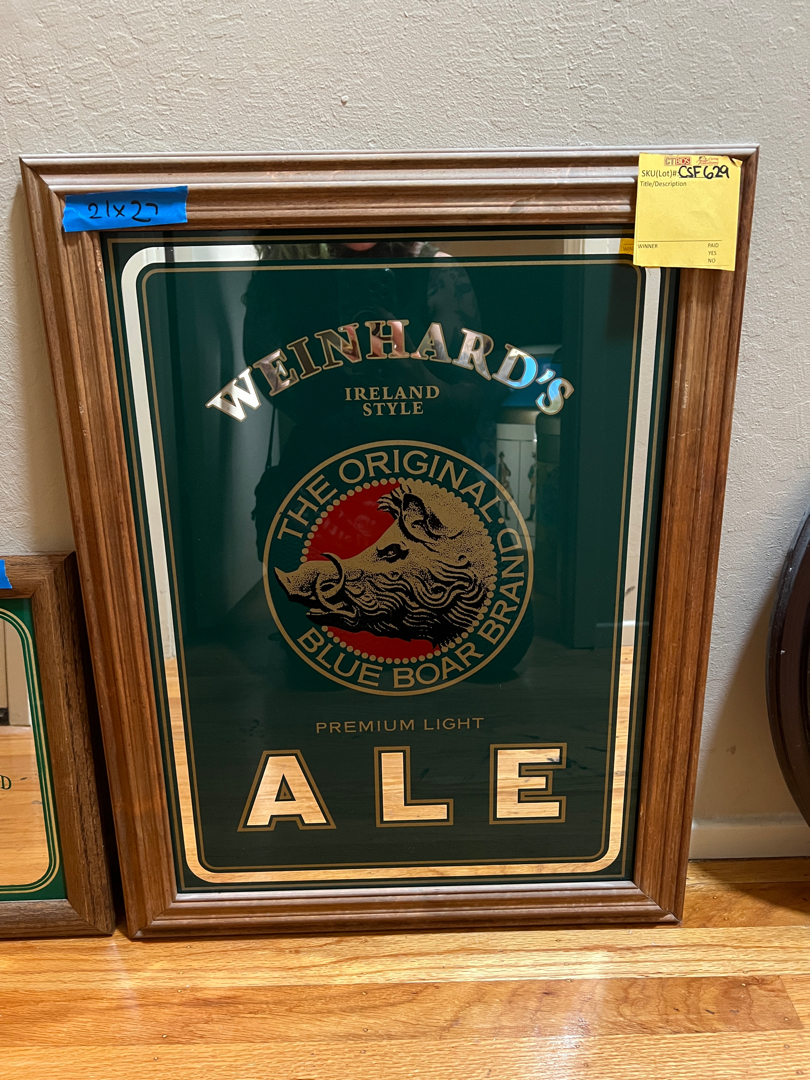 21x27
CTBIDS
SKU(Lot)#: CSF629
Title/Description
WINNER
PAID
YES
NO
WEINHARD'S
IRELAND
STYLE
THE ORIGINAL
BLUE BOAR BRAND
PREMIUM LIGHT
ALE
D